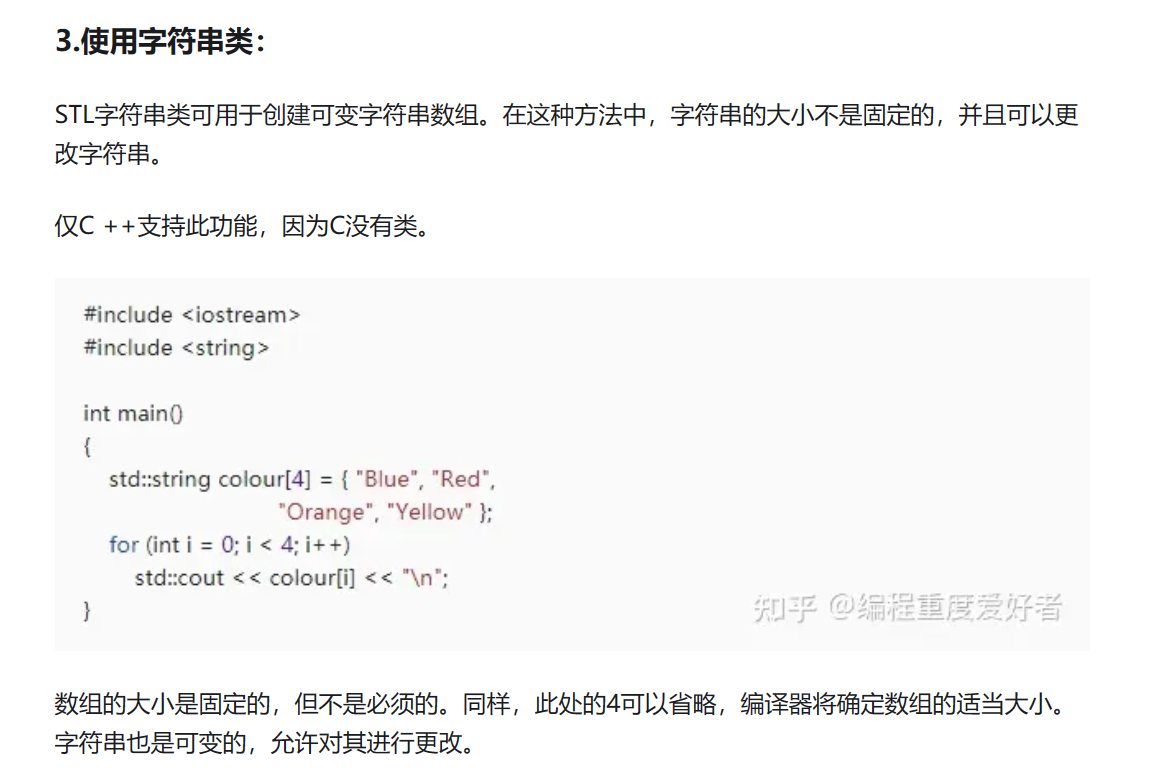 3.使用字符串类：
STL字符串类可用于创建可变字符串数组。在这种方法中，字符串的大小不是固定的，并且可以更
改字符串。
仅C ++支持此功能，因为C没有类。
#include <iostream>
#include <string>
int main()
{
std::string colour[4] = { "Blue", "Red",
"Orange", "Yellow" };
for (int i = 0; i < 4; i++)
std::cout << colour[i] << "\n";
}
知乎 @编程重度爱好者
数组的大小是固定的，但不是必须的。同样，此处的4可以省略，编译器将确定数组的适当大小。
字符串也是可变的，允许对其进行更改。